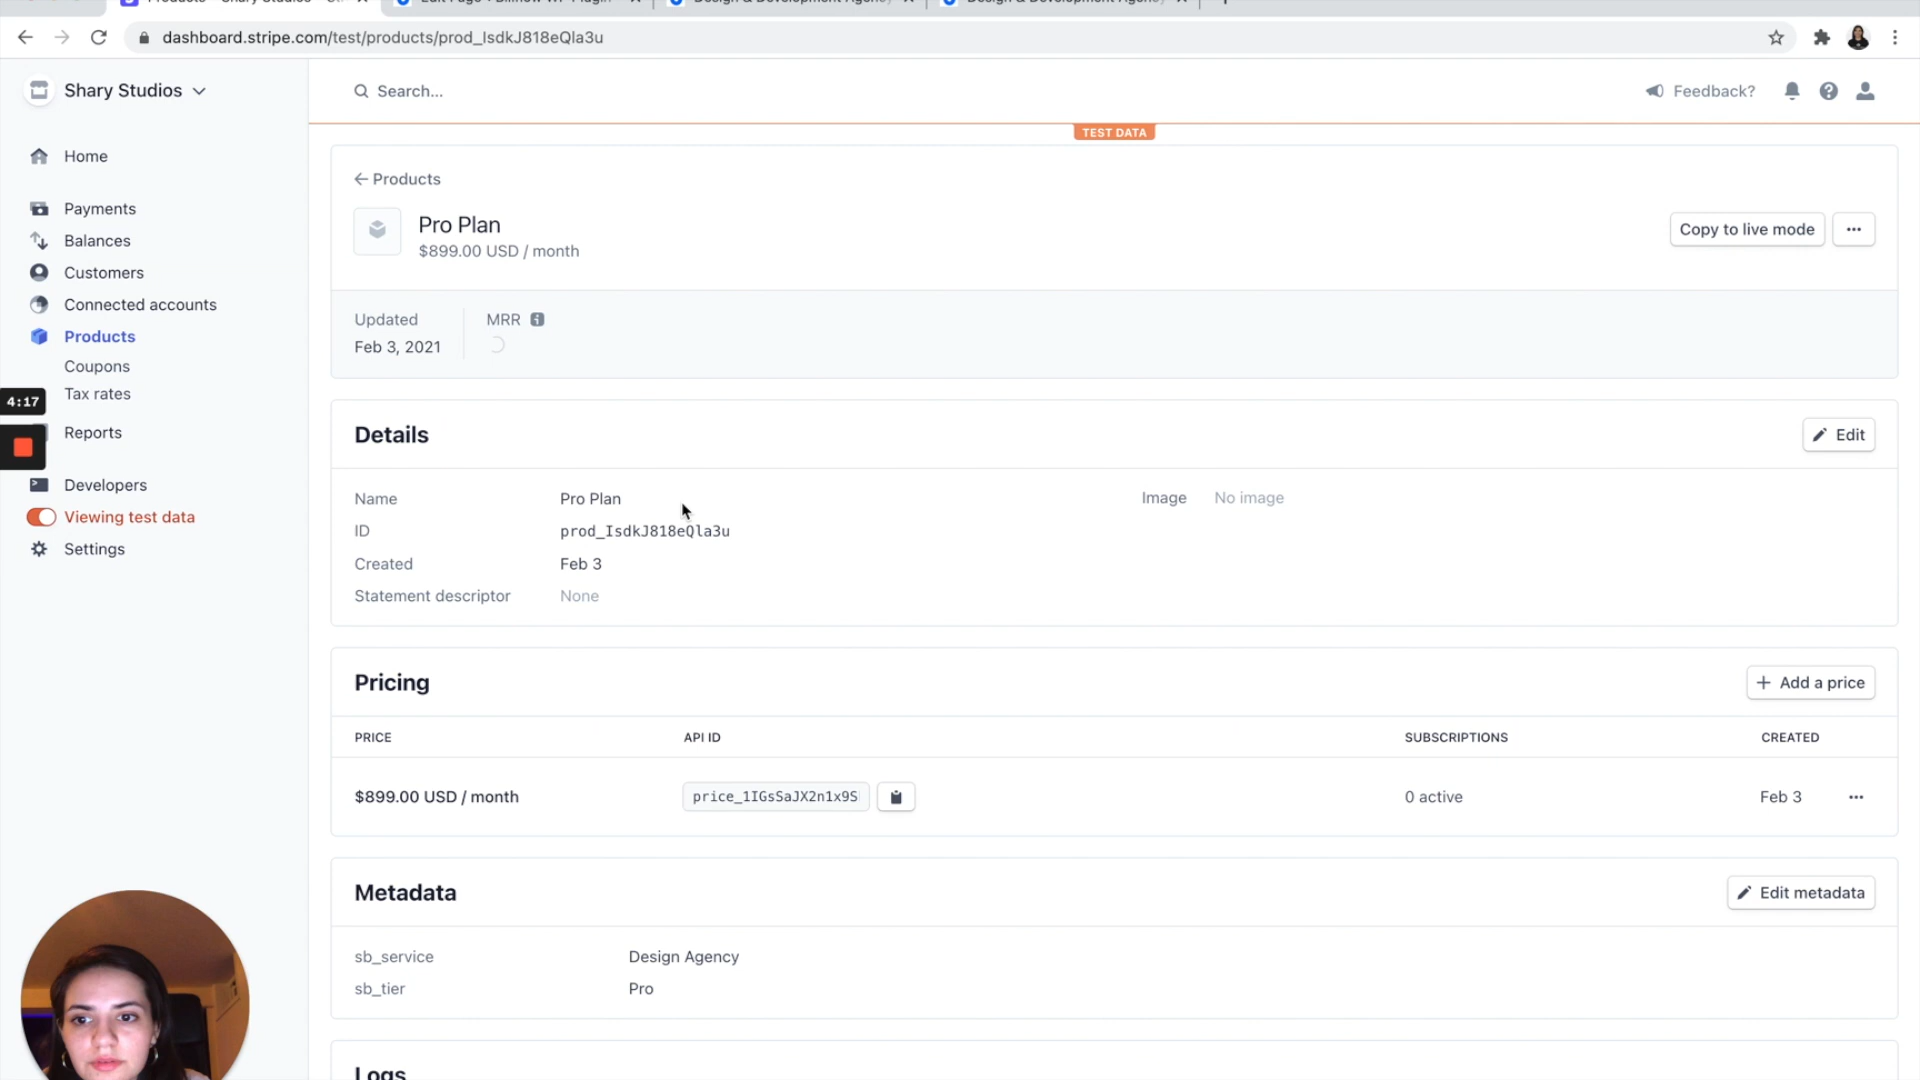 dashboard.stripe.com/test/products/prod_IsdkJ818eQla3u
Shary Studios
Search...
Feedback?
TEST DATA
Home
Payments
Balances
Customers
Connected accounts
Products
Coupons
Tax rates
4:17
Reports
Developers
Viewing test data
Settings
Products
Pro Plan
$899.00 USD / month
Copy to live mode
Updated
MRR
Feb 3, 2021
Details
Edit
Name
Pro Plan
Image
No image
ID
prod_IsdkJ818eQla3u
Created
Feb 3
Statement descriptor
None
Pricing
Add a price
PRICE
API ID
SUBSCRIPTIONS
CREATED
$899.00 USD / month
price_1IGsSaJX2n1x9S
0 active
Feb 3
Metadata
Edit metadata
sb_service
Design Agency
sb_tier
Pro
Logs